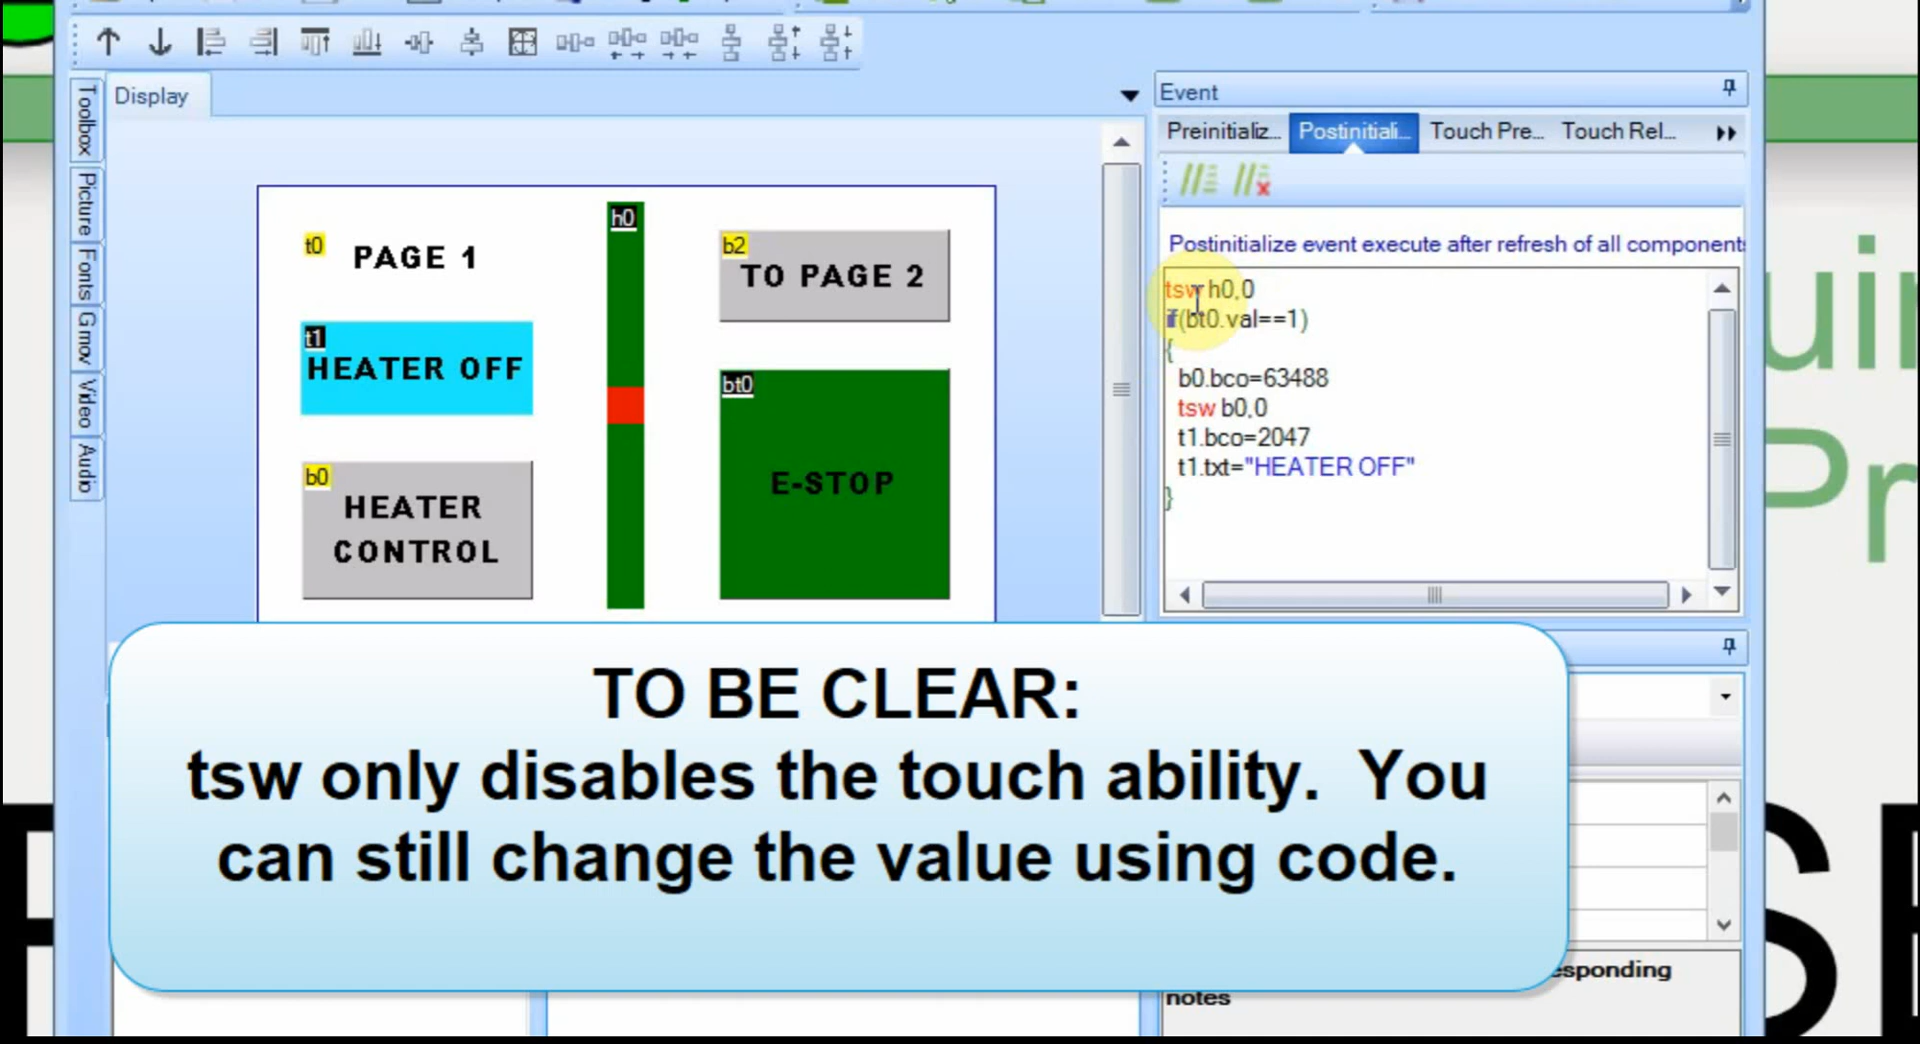 Display
Event
Preinitializ...
Postinitiali...
Touch Pre...
Touch Rel...
Toolbox
Picture
Fonts
Gmov
Video
Audio
Postinitialize event execute after refresh of all component
tsw h0,0
if(bt0.val==1)
{
b0.bco=63488
tsw b0,0
t1.bco=2047
t1.txt="HEATER OFF"
}
t0
PAGE 1
h0
b2
TO PAGE 2
t1
HEATER OFF
bt0
E-STOP
b0
HEATER
CONTROL
TO BE CLEAR:
tsw only disables the touch ability. You
can still change the value using code.
esponding
notes
ui
Pr